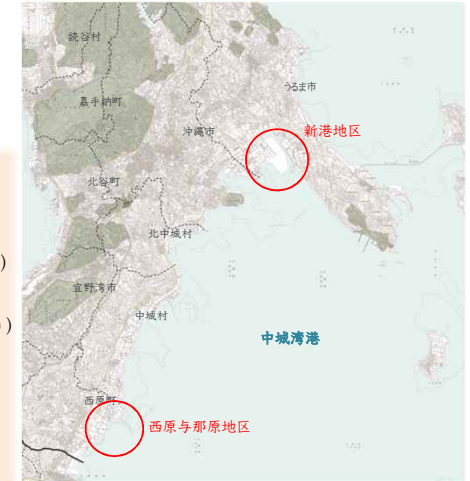 読谷村
うるま市
嘉手納町
沖縄市
新港地区
北谷町
北中城村
)
宜野湾市
)
中城村
中城湾港
西原町
西原与那原地区